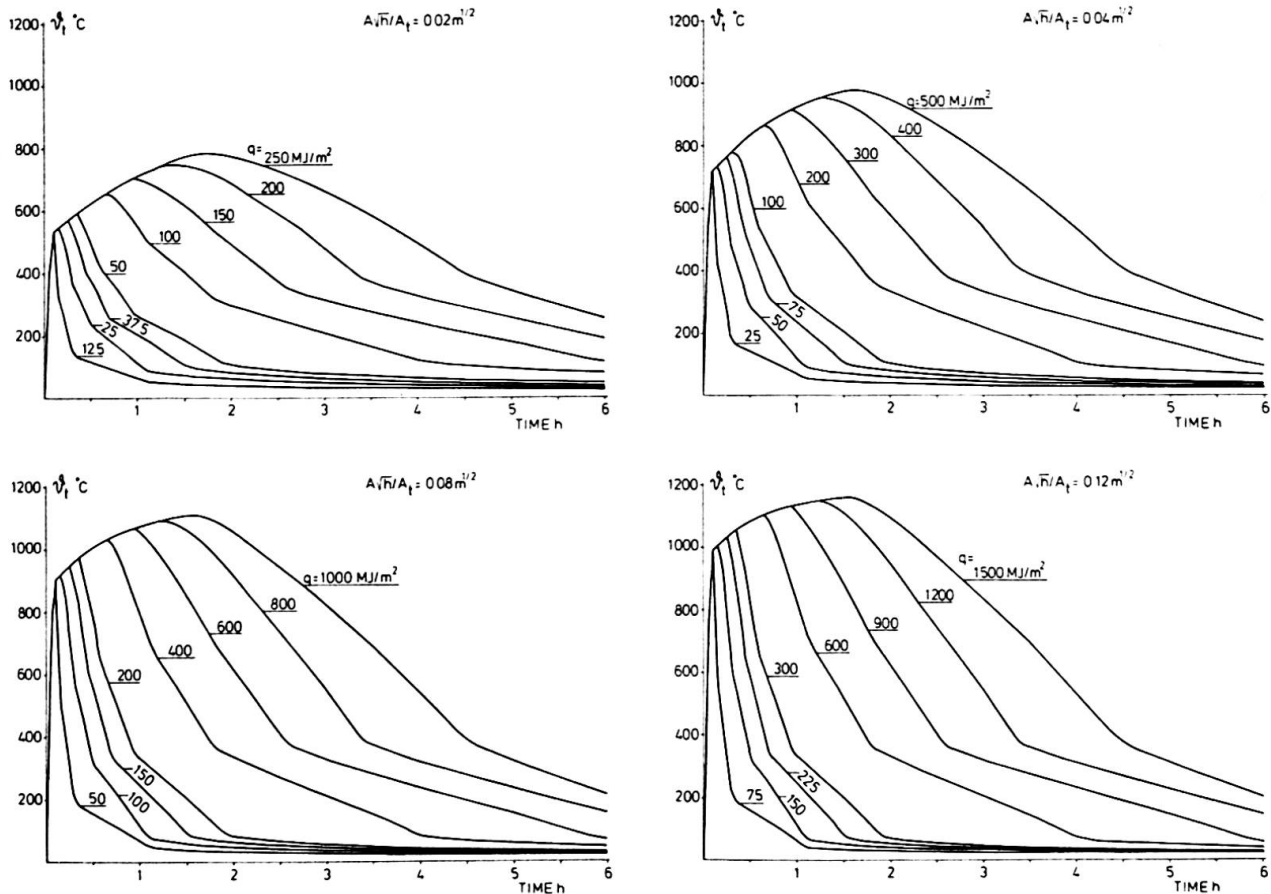 1200 ϑt °C A√h/At = 0.02 m^1/2
1000
800
600
400
200
q=
250 MJ/m²
200
150
100
50
37.5
25
12.5
1 2 3 4 5 6
TIME h
1200 ϑt °C A√h/At = 0.04 m^1/2
1000
800
600
400
200
q=500 MJ/m²
400
300
200
100
75
50
25
1 2 3 4 5 6
TIME h
1200 ϑt °C A√h/At = 0.08 m^1/2
1000
800
600
400
200
q=1000 MJ/m²
800
600
400
200
150
100
50
1 2 3 4 5 6
TIME h
1200 ϑt °C A√h/At = 0.12 m^1/2
1000
800
600
400
200
q=
1500 MJ/m²
1200
900
600
300
225
150
75
1 2 3 4 5 6
TIME h